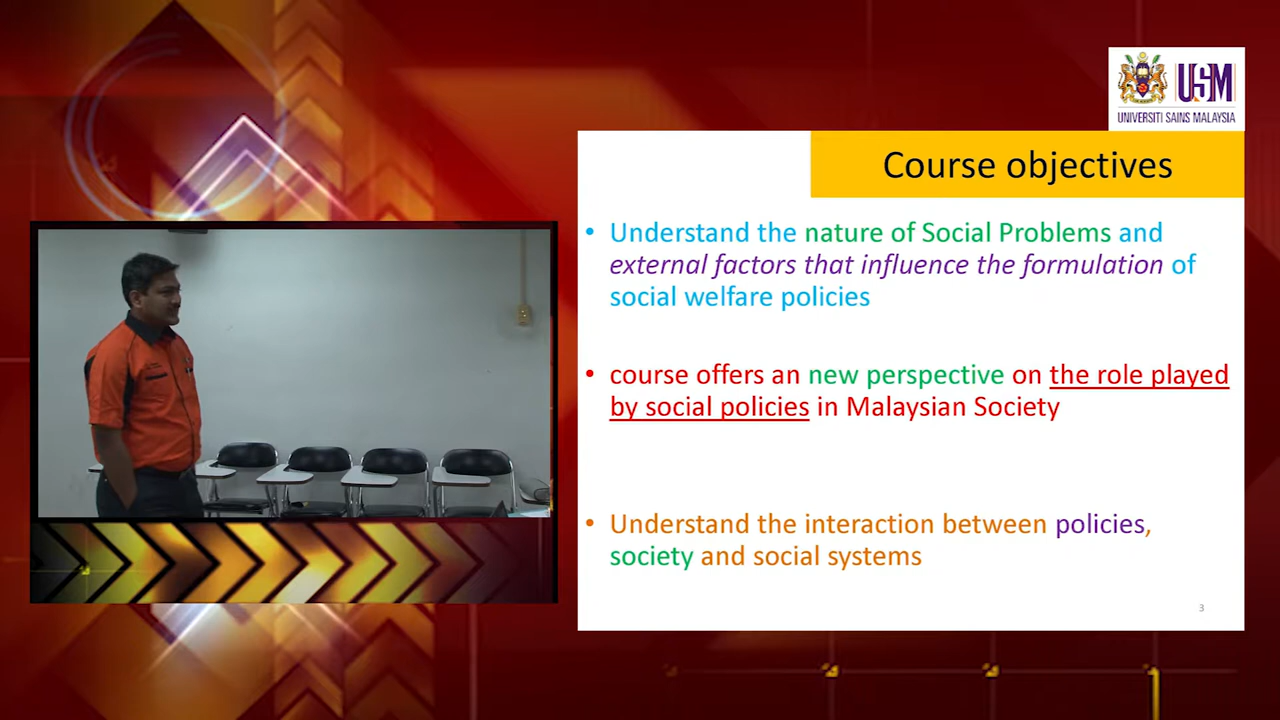 USM
UNIVERSITI SAINS MALAYSIA
Course objectives
• Understand the nature of Social Problems and
external factors that influence the formulation of
social welfare policies
• course offers an new perspective on the role played
by social policies in Malaysian Society
• Understand the interaction between policies,
society and social systems
3